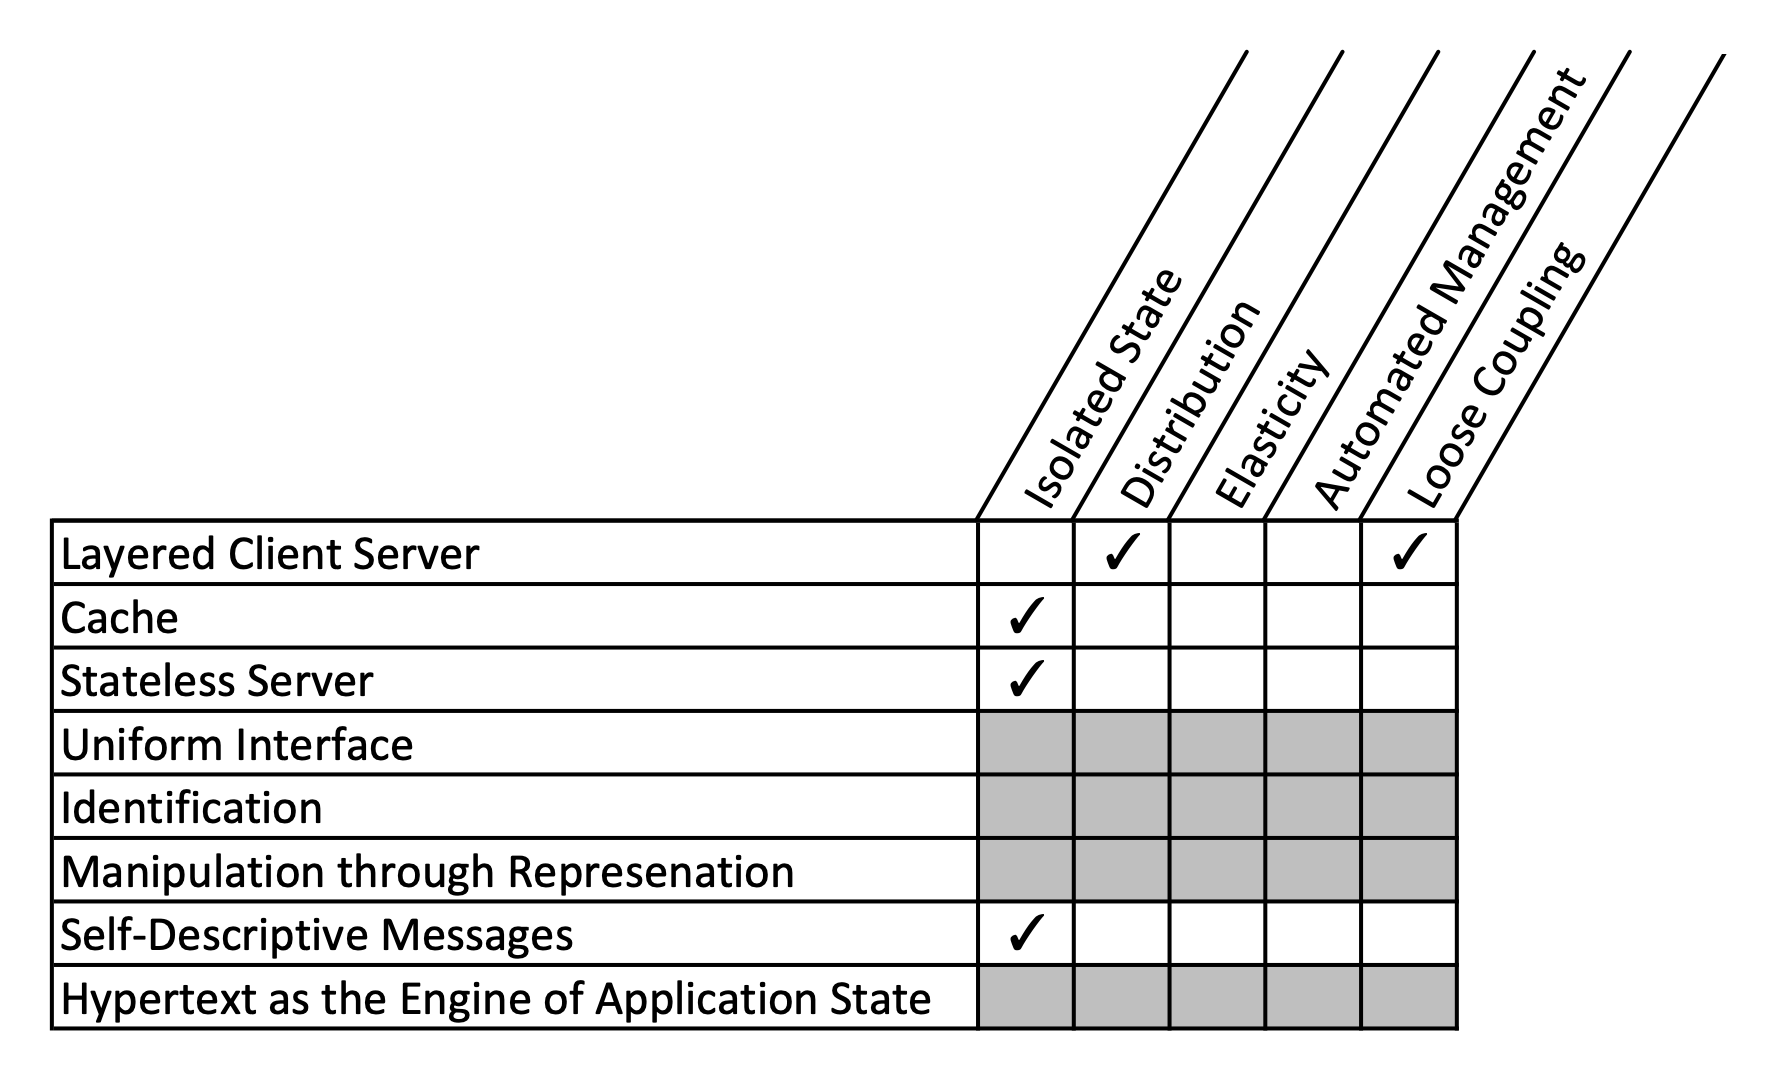 Isolated State
Distribution
Elasticity
Automated Management
Loose Coupling
Layered Client Server ✓ ✓
Cache ✓
Stateless Server ✓
Uniform Interface
Identification
Manipulation through Represenation
Self-Descriptive Messages ✓
Hypertext as the Engine of Application State